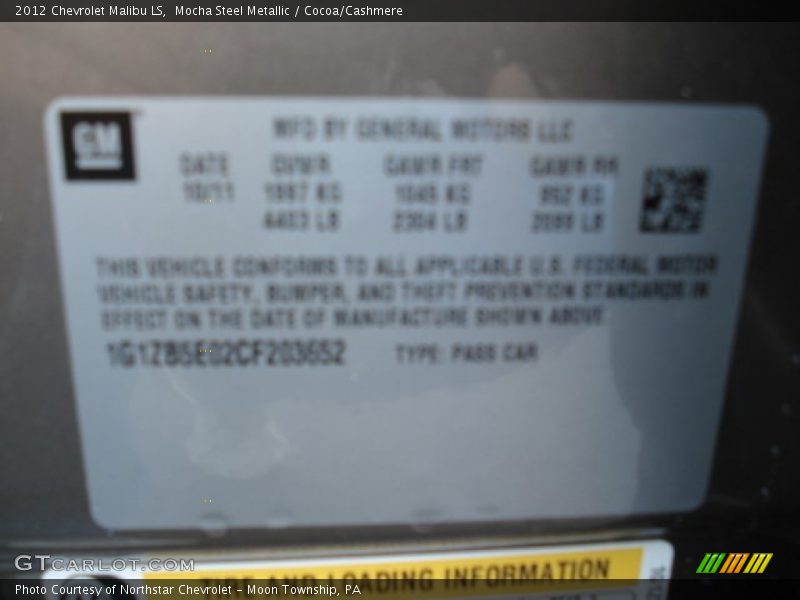 2012 Chevrolet Malibu LS,  Mocha Steel Metallic / Cocoa/Cashmere
GM
MFD BY GENERAL MOTORS LLC
DATE GVWR GAWR FRT GAWR RR
10/11 1997 KG 1045 KG 952 KG
4403 LB 2304 LB 2099 LB
THIS VEHICLE CONFORMS TO ALL APPLICABLE U.S. FEDERAL MOTOR
VEHICLE SAFETY, BUMPER, AND THEFT PREVENTION STANDARDS IN
EFFECT ON THE DATE OF MANUFACTURE SHOWN ABOVE.
1G1ZB5E02CF203652 TYPE: PASS CAR
TIRE AND LOADING INFORMATION
GTCARLOT.COM
Photo Courtesy of Northstar Chevrolet - Moon Township, PA